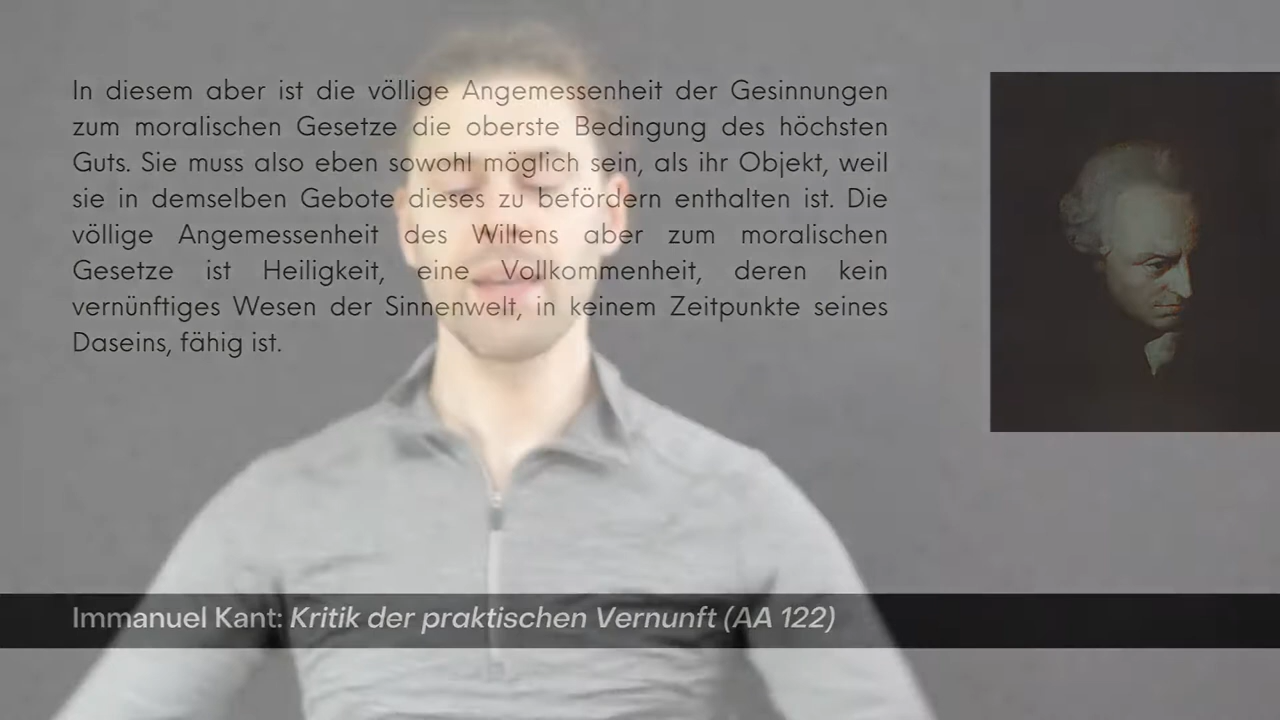 In diesem aber ist die völlige Angemessenheit der Gesinnungen
zum moralischen Gesetze die oberste Bedingung des höchsten
Guts. Sie muss also eben sowohl möglich sein, als ihr Objekt, weil
sie in demselben Gebote dieses zu befördern enthalten ist. Die
völlige Angemessenheit des Willens aber zum moralischen
Gesetze ist Heiligkeit, eine Vollkommenheit, deren kein
vernünftiges Wesen der Sinnenwelt, in keinem Zeitpunkte seines
Daseins, fähig ist.
Immanuel Kant: Kritik der praktischen Vernunft (AA 122)